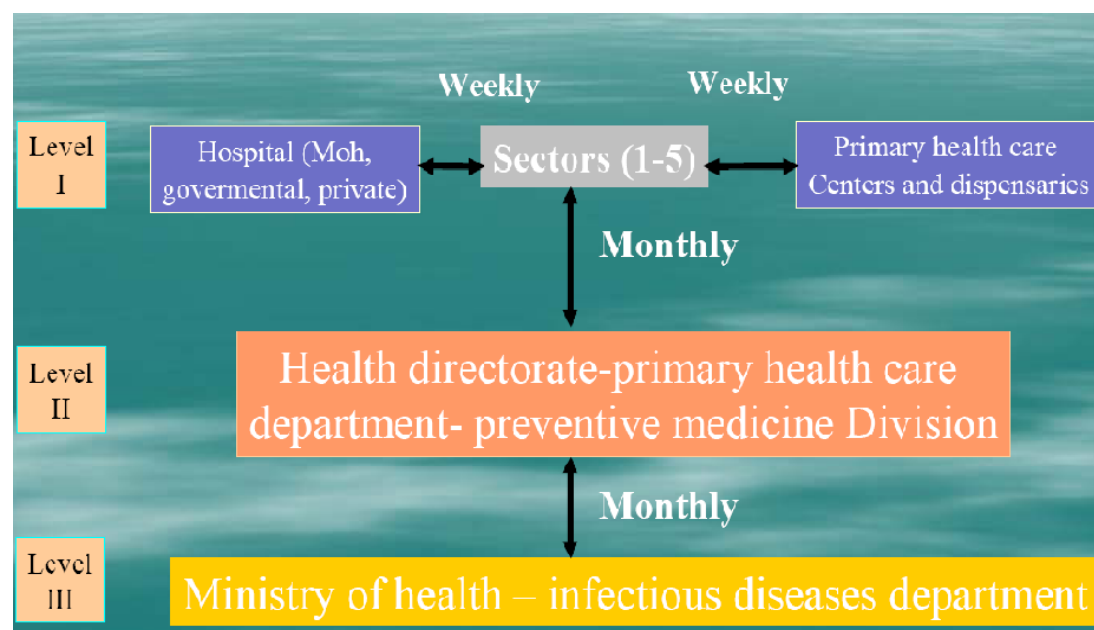 Weekly
Weekly
Level
I
Hospital (Moh,
govermental, private)
Sectors (1-5)
Primary health care
Centers and dispensaries
Monthly
Level
II
Health directorate-primary health care
department- preventive medicine Division
Monthly
Level
III
Ministry of health – infectious diseases department